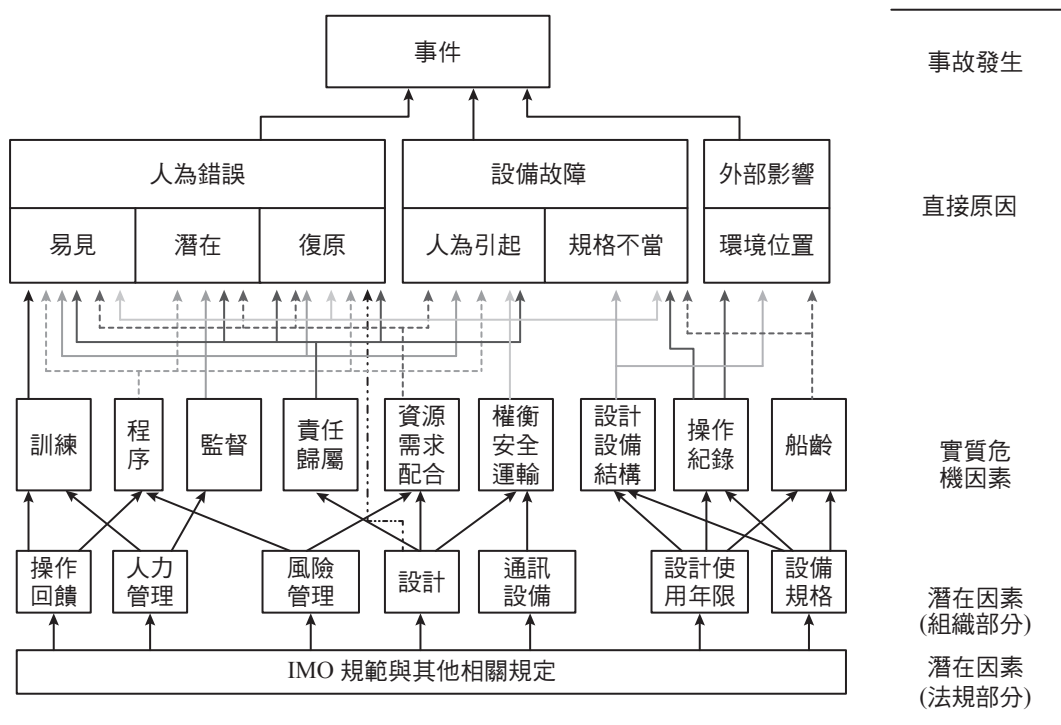 事件
事故發生
人為錯誤
設備故障
外部影響
直接原因
易見
潛在
復原
人為引起
規格不當
環境位置
訓練
程
序
監督
責任
歸屬
資源
需求
配合
權衡
安全
運輸
設計
設備
結構
操作
紀錄
船齡
實質危
機因素
操作
回饋
人力
管理
風險
管理
設計
通訊
設備
設計使
用年限
設備
規格
潛在因素
(組織部分)
IMO 規範與其他相關規定
潛在因素
(法規部分)